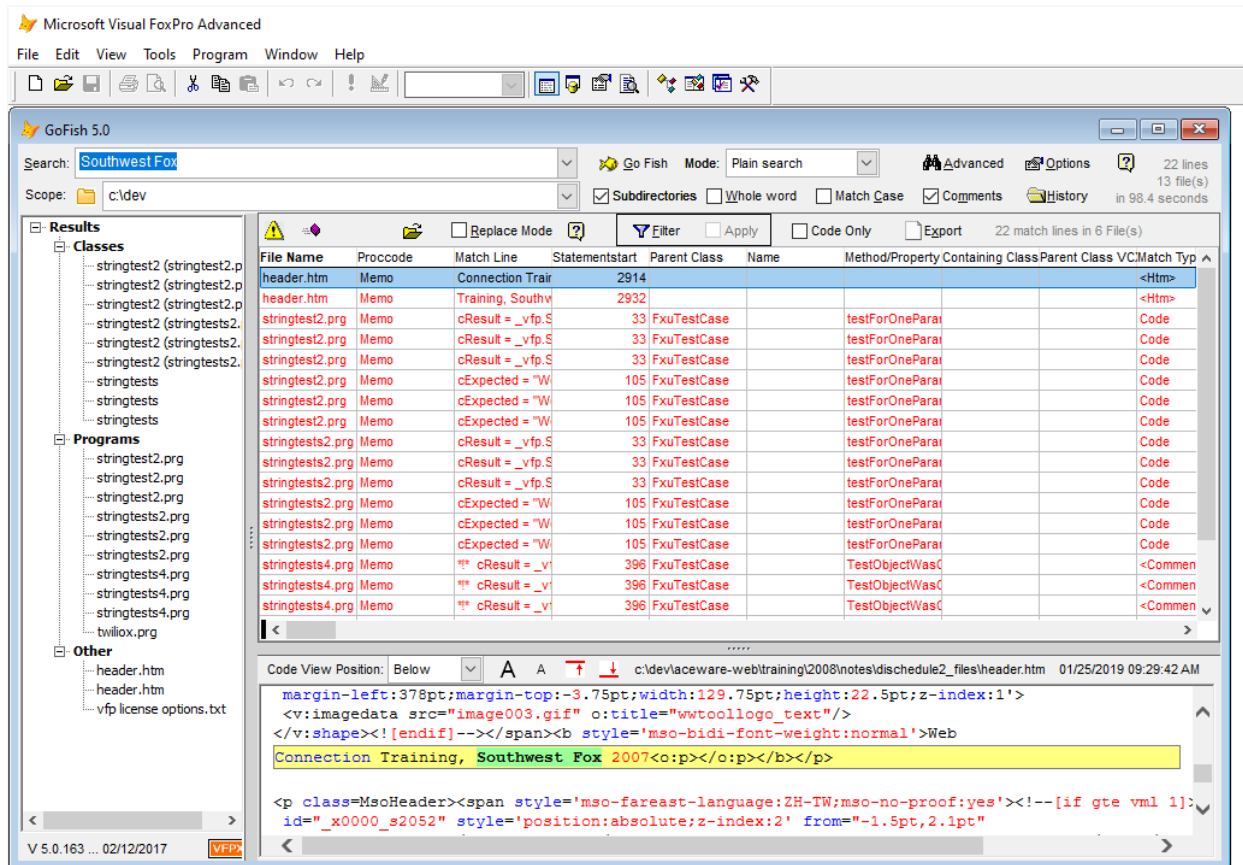 Microsoft Visual FoxPro Advanced
File Edit View Tools Program Window Help
GoFish 5.0
Search: Southwest Fox Go Fish Mode: Plain search Advanced Options 22 lines
13 file(s)
Scope: c:\dev Subdirectories Whole word Match Case Comments History in 98.4 seconds
Results
Classes
stringtest2 (stringtest2.p
stringtest2 (stringtest2.p
stringtest2 (stringtest2.p
stringtest2 (stringtests2.
stringtest2 (stringtests2.
stringtest2 (stringtests2.
stringtests
stringtests
stringtests
Programs
stringtest2.prg
stringtest2.prg
stringtest2.prg
stringtests2.prg
stringtests2.prg
stringtests2.prg
stringtests4.prg
stringtests4.prg
stringtests4.prg
twiliox.prg
Other
header.htm
header.htm
vfp license options.txt
V 5.0.163 ... 02/12/2017 VFPX
Replace Mode Filter Apply Code Only Export 22 match lines in 6 File(s)
File Name Proccode Match Line Statementstart Parent Class Name Method/Property Containing Class Parent Class VC Match Typ
header.htm Memo Connection Trair 2914 <Htm>
header.htm Memo Training, Southw 2932 <Htm>
stringtest2.prg Memo cResult = _vfp.S 33 FxuTestCase testForOneParar Code
stringtest2.prg Memo cResult = _vfp.S 33 FxuTestCase testForOneParar Code
stringtest2.prg Memo cResult = _vfp.S 33 FxuTestCase testForOneParar Code
stringtest2.prg Memo cExpected = "W 105 FxuTestCase testForOneParar Code
stringtest2.prg Memo cExpected = "W 105 FxuTestCase testForOneParar Code
stringtest2.prg Memo cExpected = "W 105 FxuTestCase testForOneParar Code
stringtests2.prg Memo cResult = _vfp.S 33 FxuTestCase testForOneParar Code
stringtests2.prg Memo cResult = _vfp.S 33 FxuTestCase testForOneParar Code
stringtests2.prg Memo cResult = _vfp.S 33 FxuTestCase testForOneParar Code
stringtests2.prg Memo cExpected = "W 105 FxuTestCase testForOneParar Code
stringtests2.prg Memo cExpected = "W 105 FxuTestCase testForOneParar Code
stringtests2.prg Memo cExpected = "W 105 FxuTestCase testForOneParar Code
stringtests4.prg Memo *!* cResult = _vf 396 FxuTestCase TestObjectWasC <Commen
stringtests4.prg Memo *!* cResult = _vf 396 FxuTestCase TestObjectWasC <Commen
stringtests4.prg Memo *!* cResult = _vf 396 FxuTestCase TestObjectWasC <Commen
Code View Position: Below A A c:\dev\aceware-web\training\2008\notes\dischedule2_files\header.htm 01/25/2019 09:29:42 AM
margin-left:378pt;margin-top:-3.75pt;width:129.75pt;height:22.5pt;z-index:1'>
<v:imagedata src="image003.gif" o:title="wwtoollogo_text"/>
</v:shape><![endif]--></span><b style='mso-bidi-font-weight:normal'>Web
Connection Training, Southwest Fox 2007<o:p></o:p></b></p>
<p class=MsoHeader><span style='mso-fareast-language:ZH-TW;mso-no-proof:yes'><!--[if gte vml 1]>
id="_x0000_s2052" style='position:absolute;z-index:2' from="-1.5pt,2.1pt"